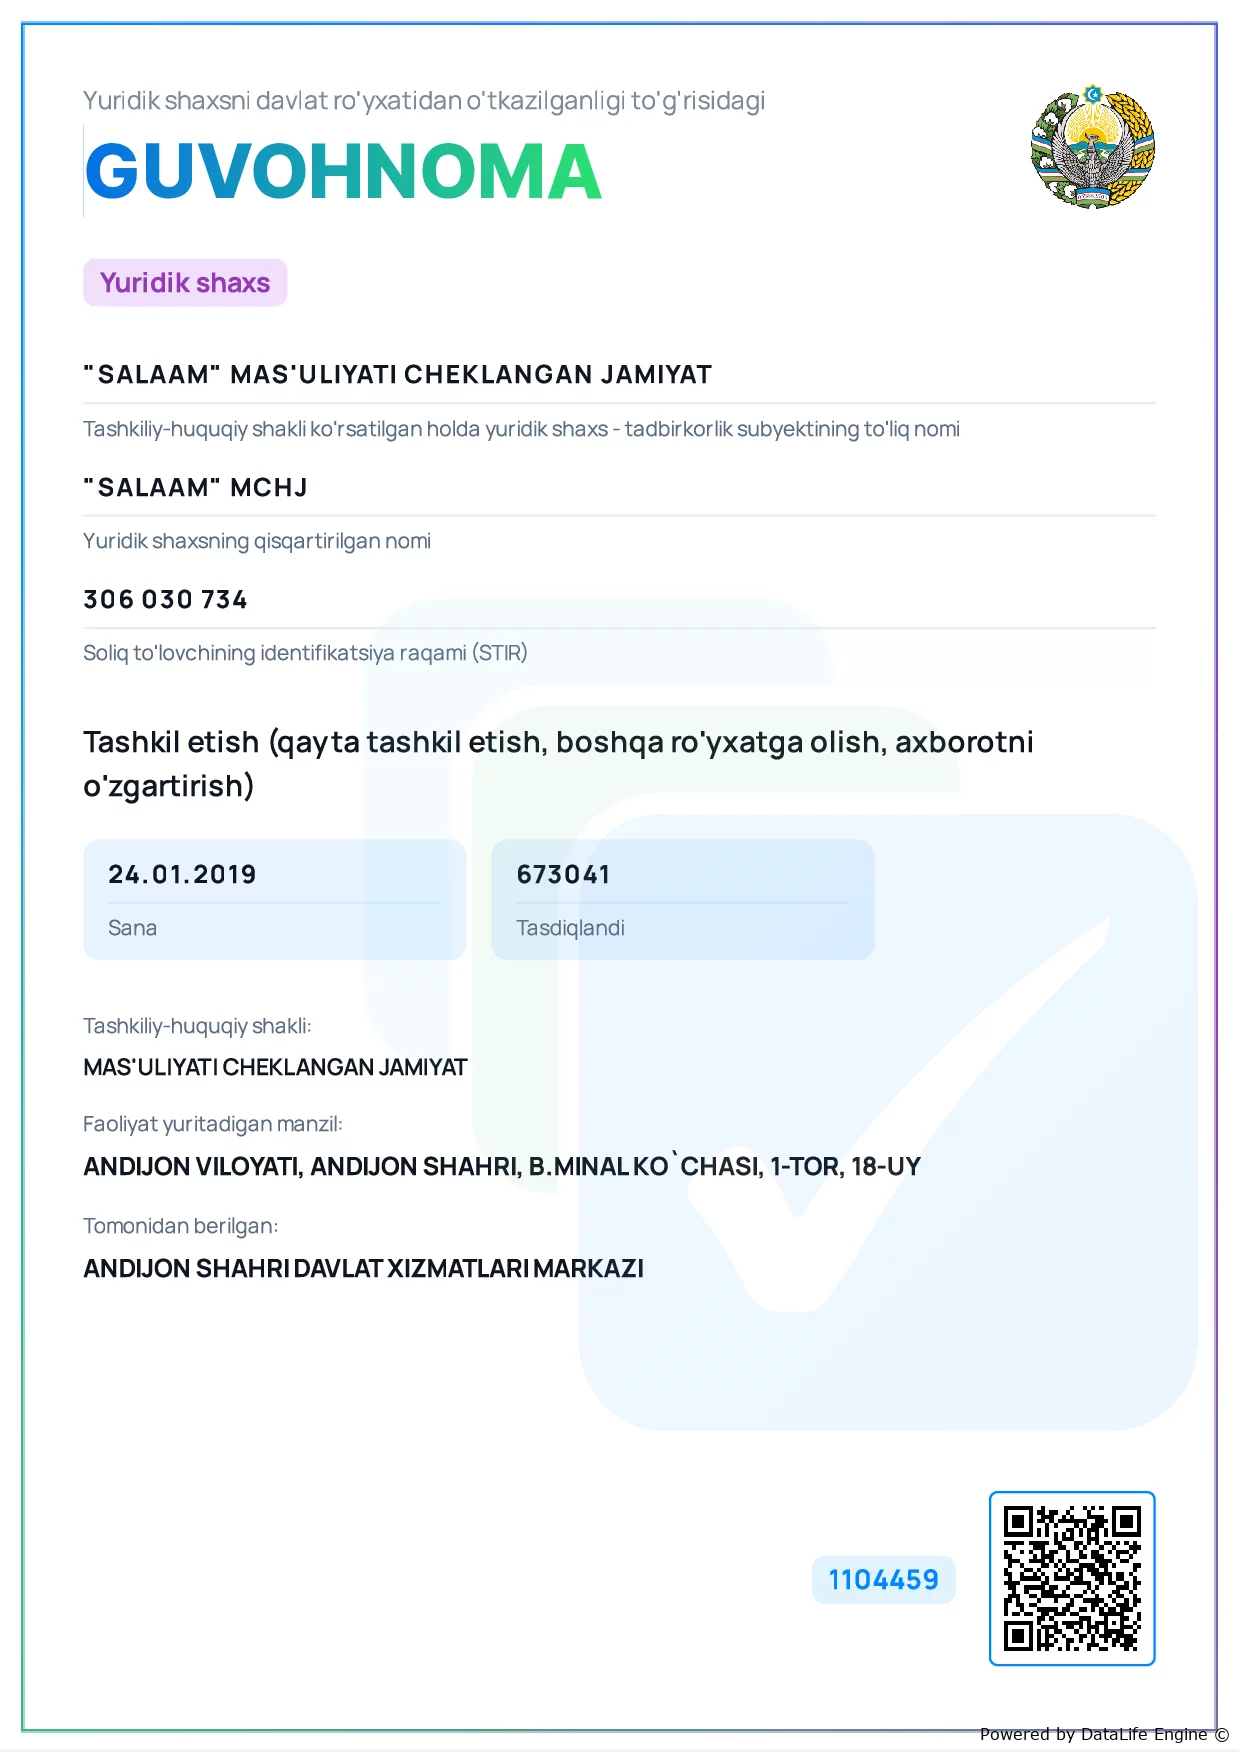 Yuridik shaxsni davlat ro'yxatidan o'tkazilganligi to'g'risidagi
GUVOHNOMA
Yuridik shaxs
"SALAAM" MAS'ULIYATI CHEKLANGAN JAMIYAT
Tashkiliy-huquqiy shakli ko'rsatilgan holda yuridik shaxs - tadbirkorlik subyektining to'liq nomi
"SALAAM" MCHJ
Yuridik shaxsning qisqartirilgan nomi
306 030 734
Soliq to'lovchining identifikatsiya raqami (STIR)
Tashkil etish (qayta tashkil etish, boshqa ro'yxatga olish, axborotni
o'zgartirish)
24.01.2019
Sana
673041
Tasdiqlandi
Tashkiliy-huquqiy shakli:
MAS'ULIYATI CHEKLANGAN JAMIYAT
Faoliyat yuritadigan manzil:
ANDIJON VILOYATI, ANDIJON SHAHRI, B.MINAL KO`CHASI, 1-TOR, 18-UY
Tomonidan berilgan:
ANDIJON SHAHRI DAVLAT XIZMATLARI MARKAZI
1104459
Powered by DataLife Engine ©